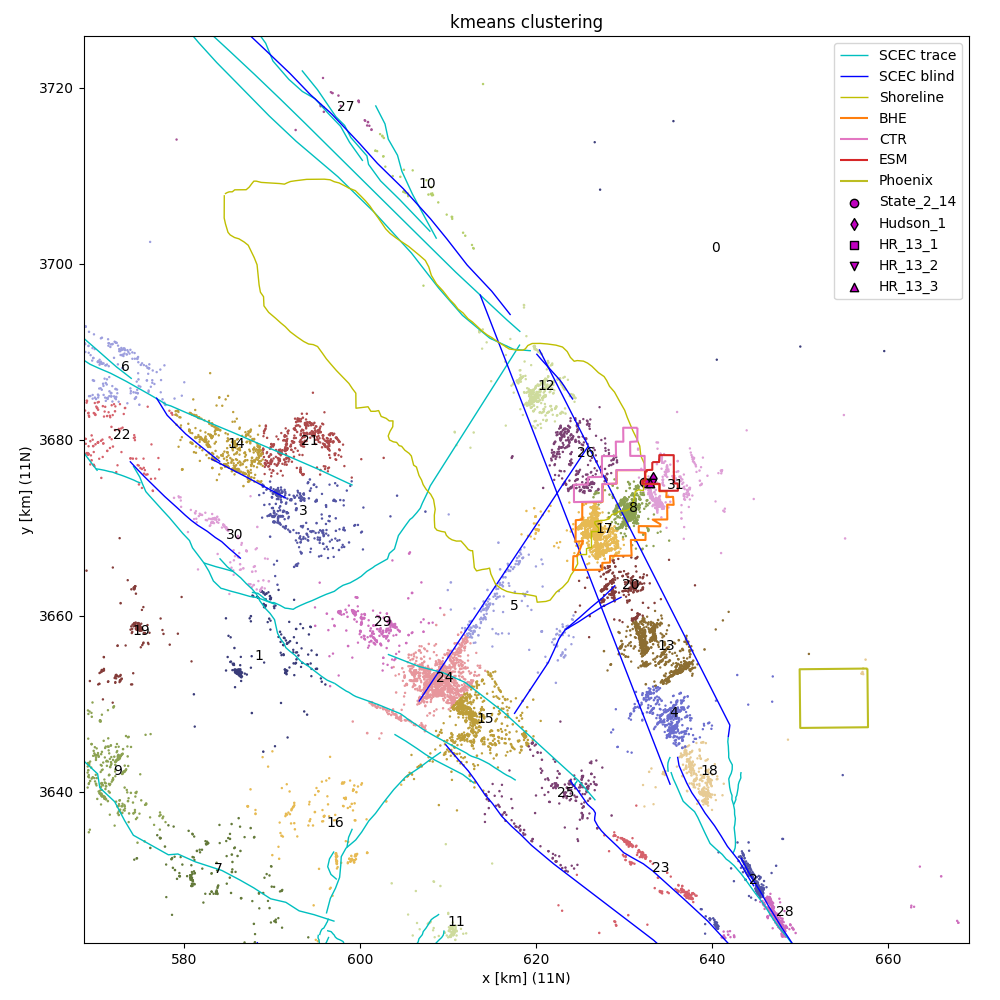 kmeans clustering
SCEC trace
SCEC blind
Shoreline
BHE
CTR
ESM
Phoenix
State_2_14
Hudson_1
HR_13_1
HR_13_2
HR_13_3
3720
3700
3680
3660
3640
y [km] (11N)
27
10
0
6
12
22
14
21
26
31
3
8
17
30
5
20
19
29
13
1
24
4
15
9
18
25
16
7
23
2
28
11
580
600
620
640
660
x [km] (11N)